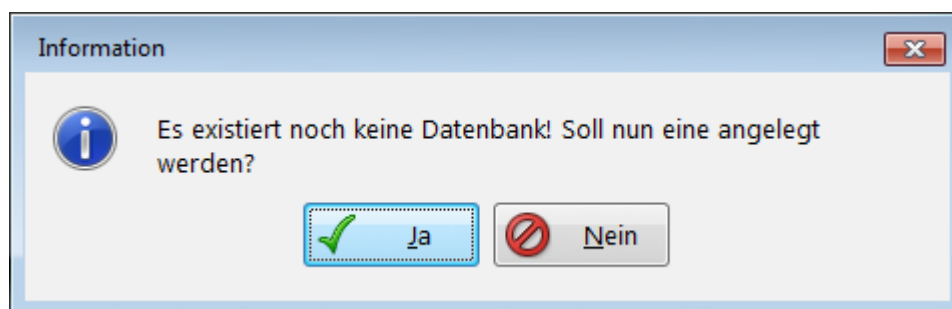 Information
Es existiert noch keine Datenbank! Soll nun eine angelegt
werden?
Ja
Nein